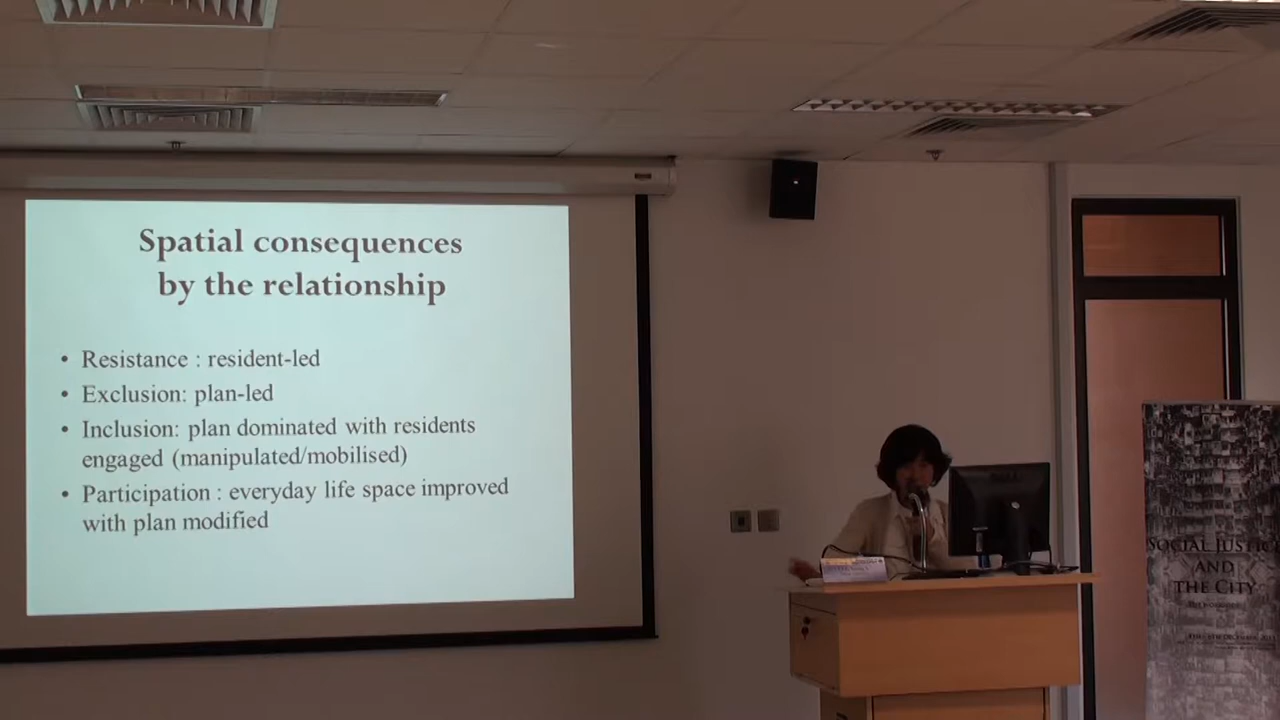 Spatial consequences
by the relationship
• Resistance : resident-led
• Exclusion: plan-led
• Inclusion: plan dominated with residents
engaged (manipulated/mobilised)
• Participation : everyday life space improved
with plan modified
SOCIAL JUSTICE
AND
THE CITY